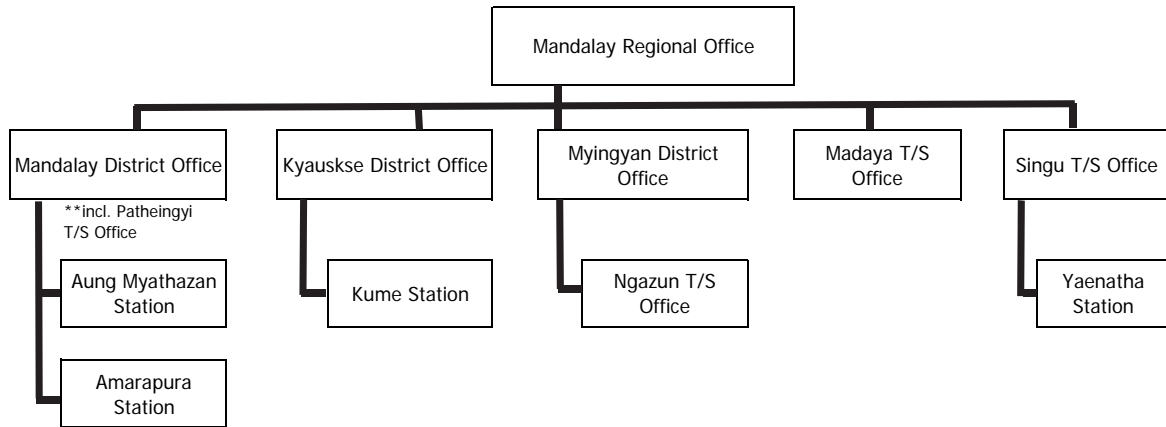 Mandalay Regional Office
Mandalay District Office
Kyauskse District Office
Myingyan District
Office
Madaya T/S
Office
Singu T/S Office
**incl. Patheingyi
T/S Office
Aung Myathazan
Station
Kume Station
Ngazun T/S
Office
Yaenatha
Station
Amarapura
Station